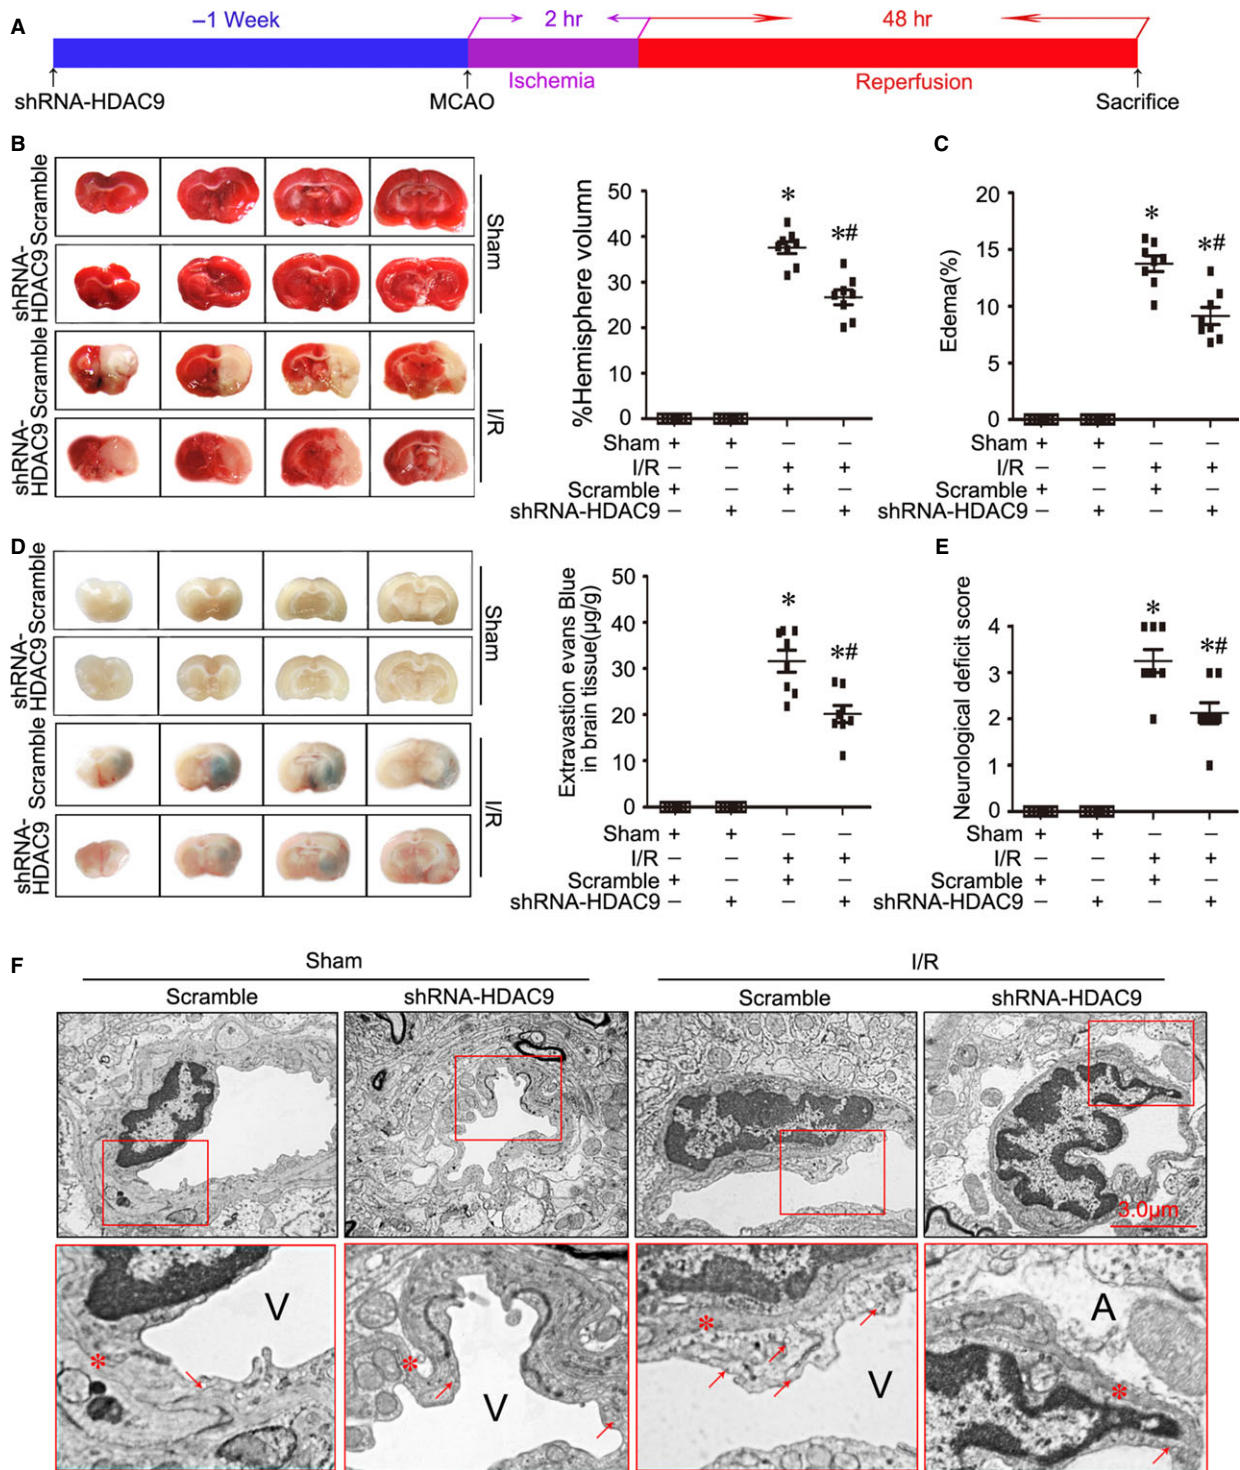 A
–1 Week
2 hr
48 hr
Ischemia
Reperfusion
shRNA-HDAC9
MCAO
Sacrifice
B
Scramble
shRNA-
HDAC9
Scramble
shRNA-
HDAC9
Sham
I/R
%Hemisphere volumn
50
40
30
20
10
0
*
*#
Sham + + – –
I/R – – + +
Scramble + – + –
shRNA-HDAC9 – + – +
C
Edema(%)
20
15
10
5
0
*
*#
Sham + + – –
I/R – – + +
Scramble + – + –
shRNA-HDAC9 – + – +
D
Scramble
shRNA-
HDAC9
Scramble
shRNA-
HDAC9
Sham
I/R
Extravastion evans Blue
in brain tissue(µg/g)
50
40
30
20
10
0
*
*#
Sham + + – –
I/R – – + +
Scramble + – + –
shRNA-HDAC9 – + – +
E
Neurological deficit score
4
3
2
1
0
*
*#
Sham + + – –
I/R – – + +
Scramble + – + –
shRNA-HDAC9 – + – +
F
Sham
I/R
Scramble
shRNA-HDAC9
Scramble
shRNA-HDAC9
3.0µm
V
*
V
*
V
*
A
*